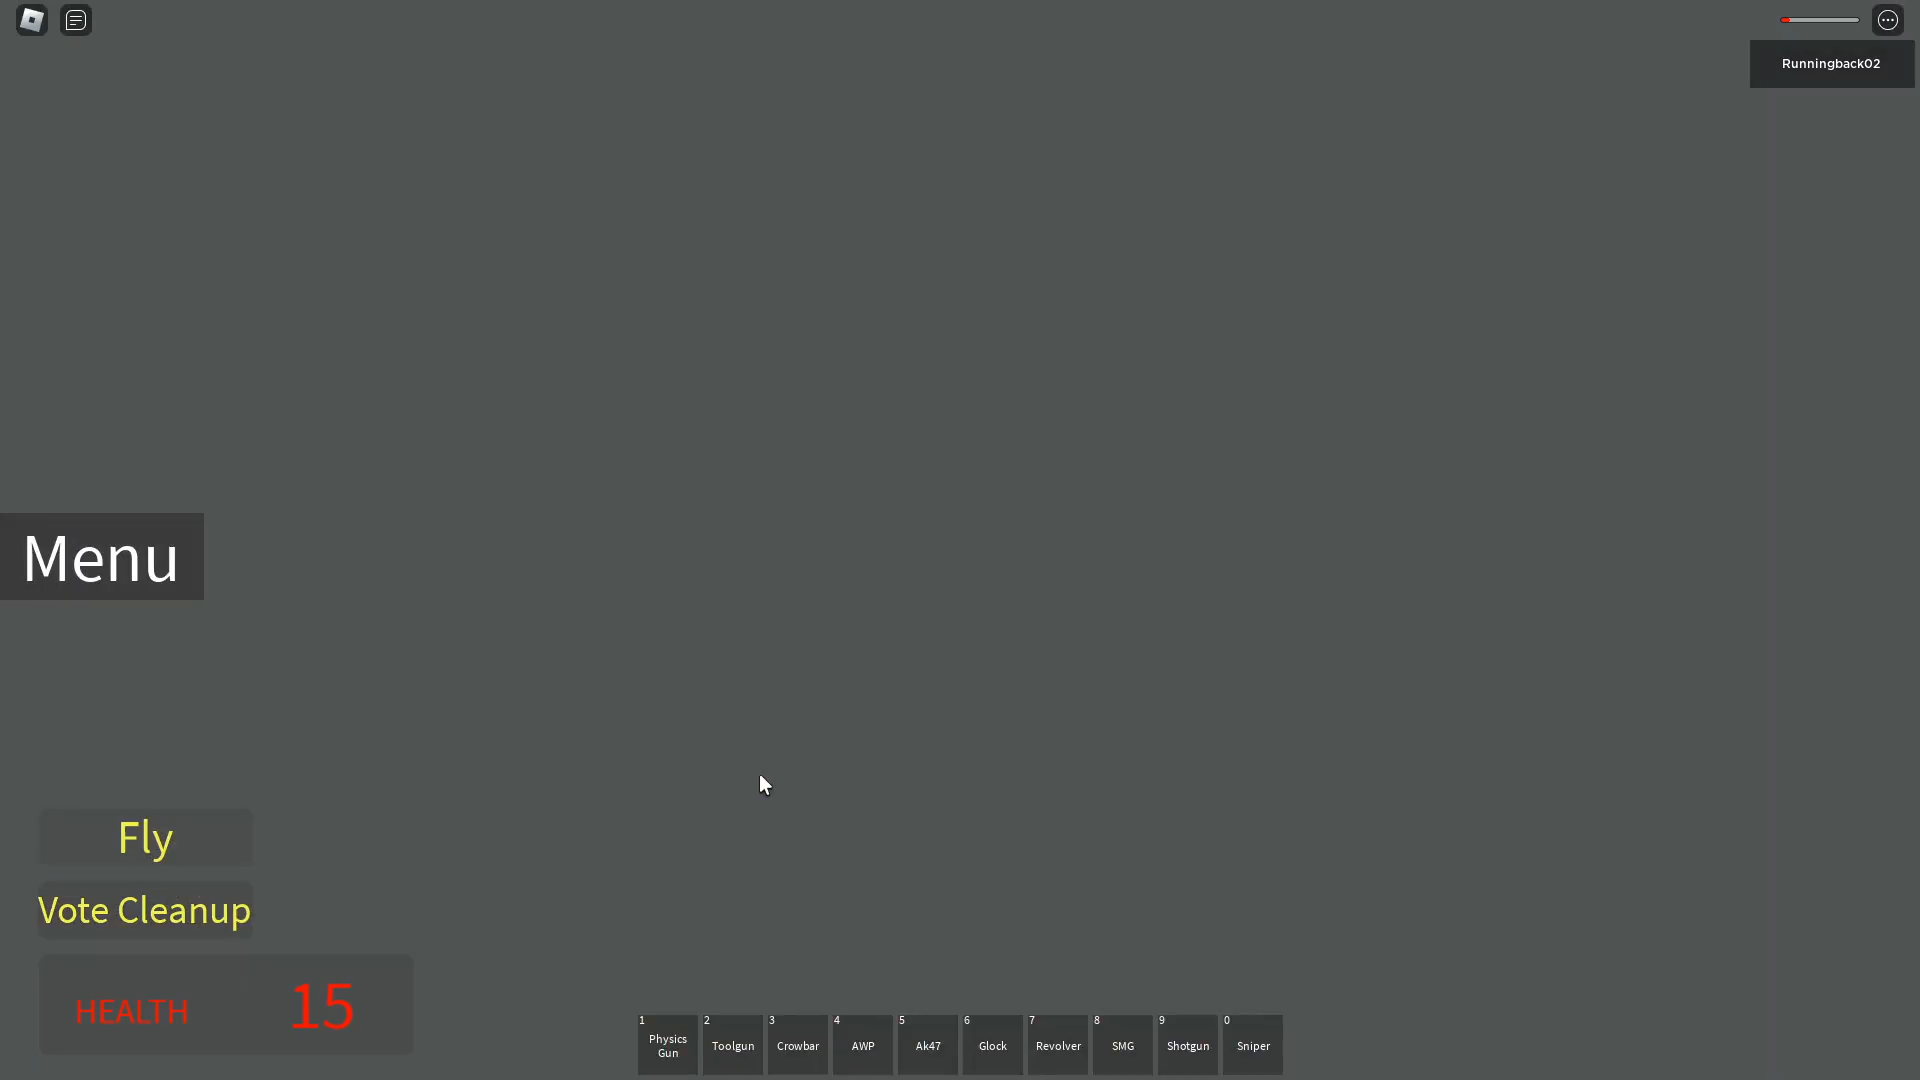 Runningback02
Menu
Fly
Vote Cleanup
HEALTH 15
1 Physics Gun
2 Toolgun
3 Crowbar
4 AWP
5 Ak47
6 Glock
7 Revolver
8 SMG
9 Shotgun
0 Sniper